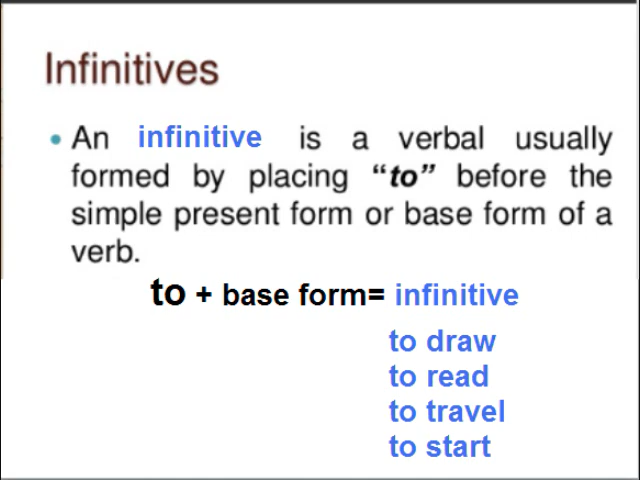 Infinitives
• An infinitive is a verbal usually
formed by placing “to” before the
simple present form or base form of a
verb.
to + base form= infinitive
to draw
to read
to travel
to start